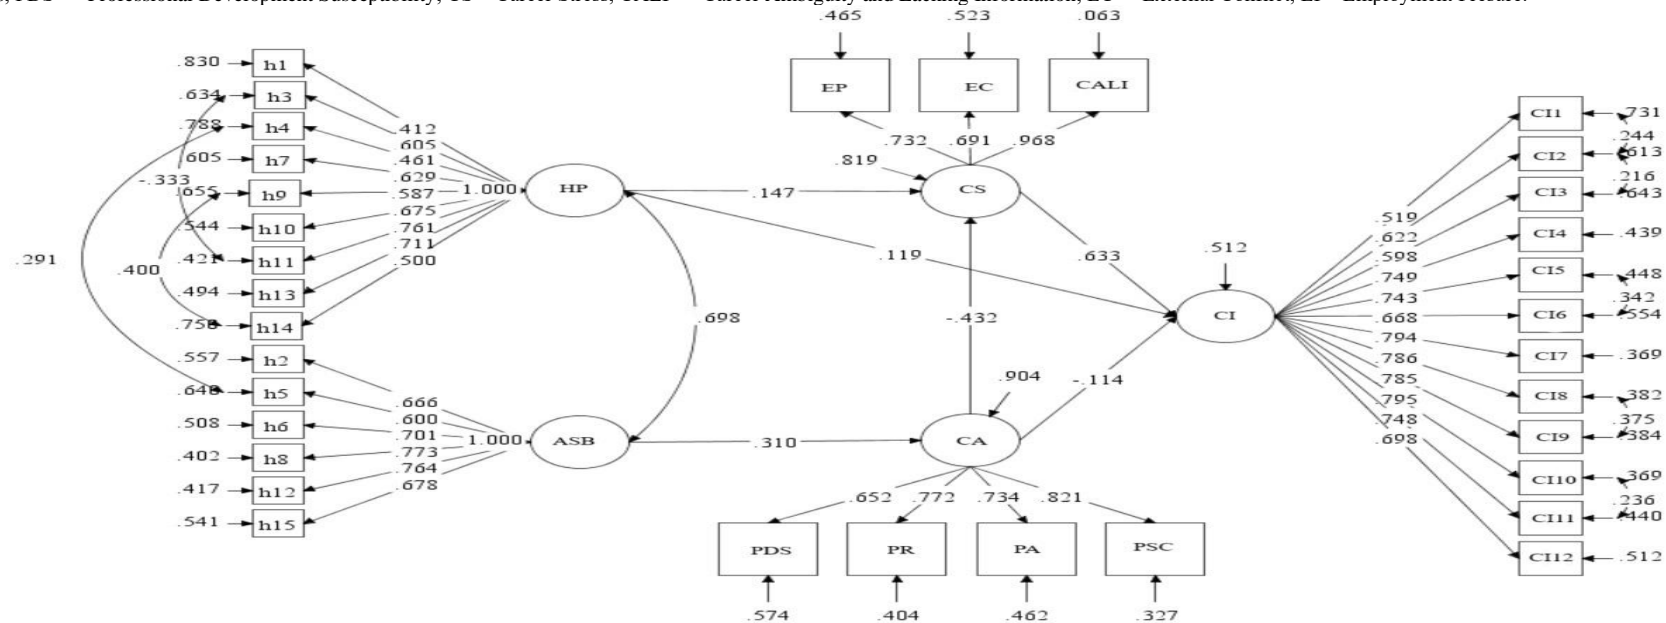 .465 .523 .063
EP EC CALI
.732 .691 .968
.819
CS
.830 h1
.634 h3
.788 h4
.605 h7
.655 h9
.544 h10
.421 h11
.494 h13
.758 h14
.557 h2
.640 h5
.508 h6
.402 h8
.417 h12
.541 h15
-.333
.400
.291
.412
.605
.461
.629
.587
.675
.761
.711
.500
1.000
HP
.666
.600
.701
.773
.764
.678
1.000
ASB
.698
.147
.119
.310
-.432
.633
-.114
.904
CA
.652 .772 .734 .821
PDS PR PA PSC
.574 .404 .462 .327
.512
CI
.519
.622
.598
.749
.743
.668
.794
.786
.785
.795
.748
.698
CI1 .731
.244
CI2 .613
.216
CI3 .643
CI4 .439
CI5 .448
.342
CI6 .554
CI7 .369
CI8 .382
.375
CI9 .384
CI10 .369
.236
CI11 .440
CI12 .512